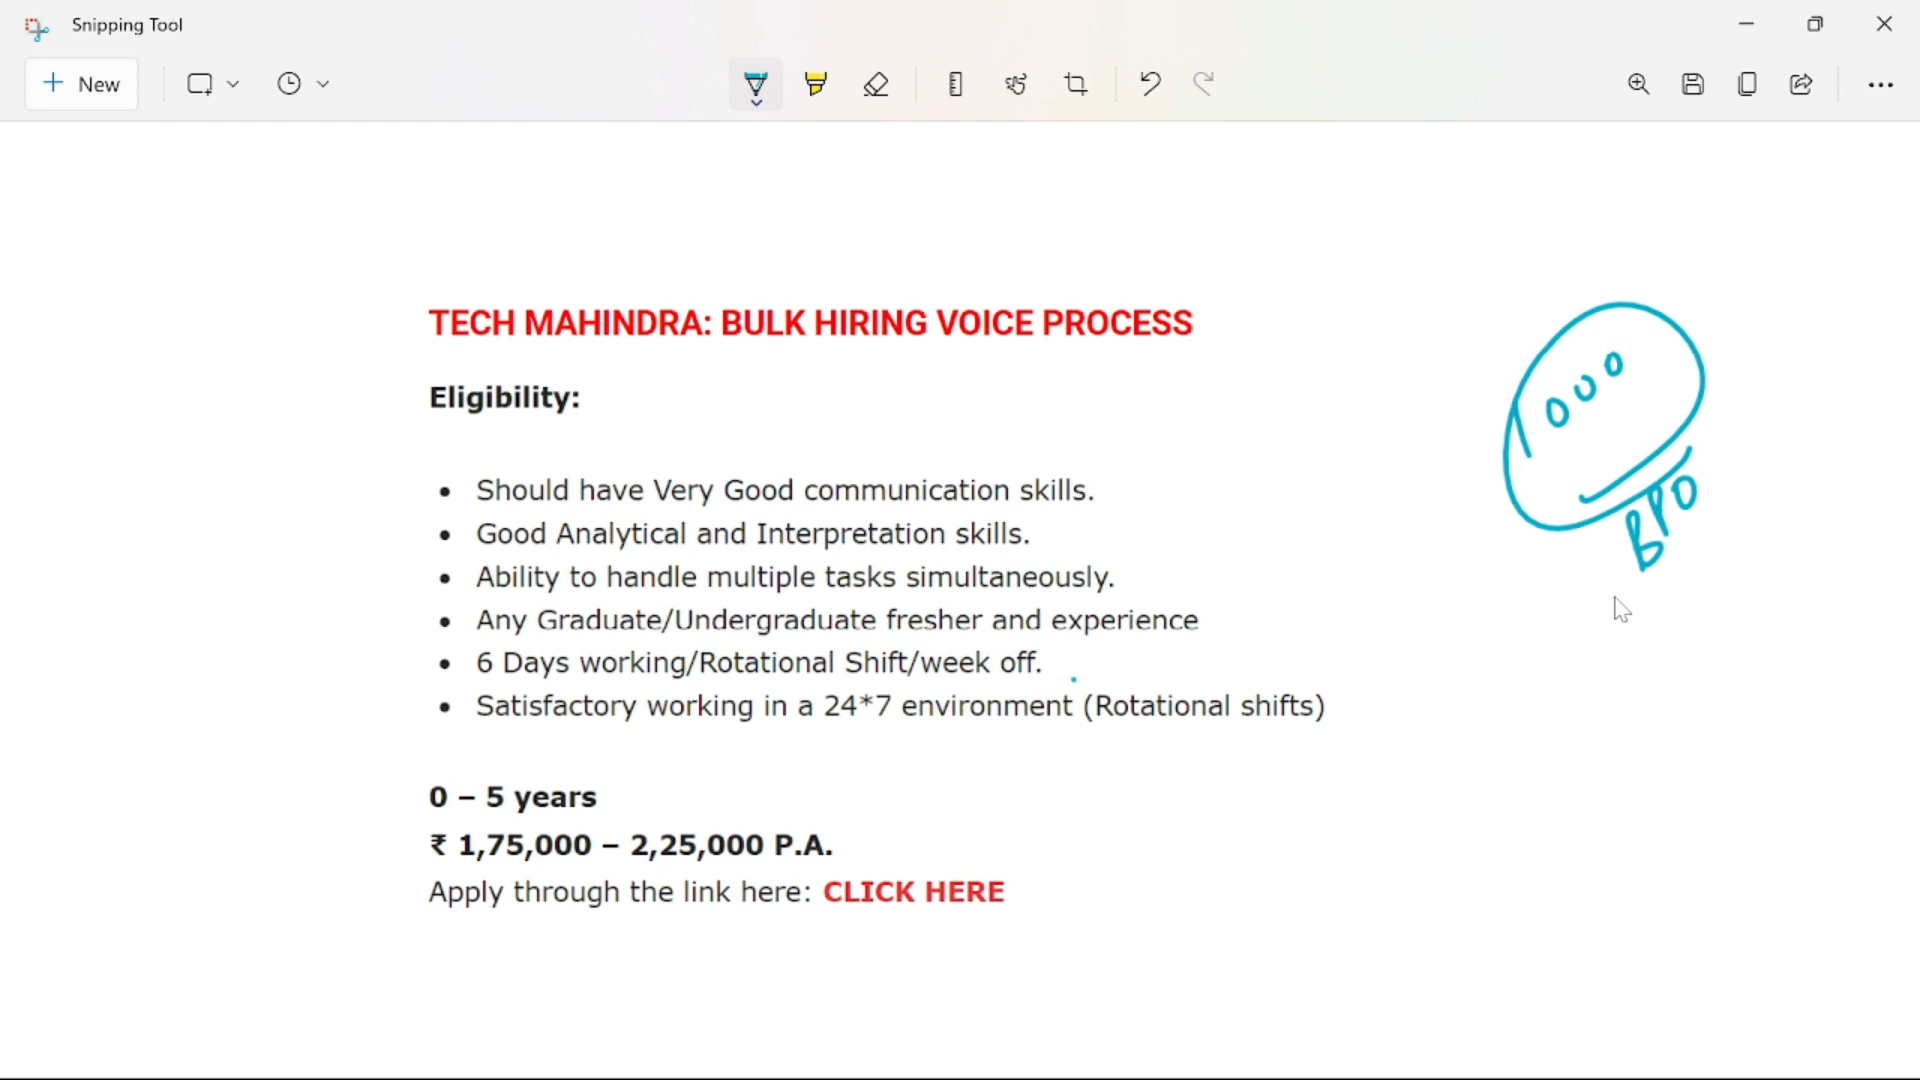 Snipping Tool
New
TECH MAHINDRA: BULK HIRING VOICE PROCESS
Eligibility:
1000
BPO
• Should have Very Good communication skills.
• Good Analytical and Interpretation skills.
• Ability to handle multiple tasks simultaneously.
• Any Graduate/Undergraduate fresher and experience
• 6 Days working/Rotational Shift/week off.
• Satisfactory working in a 24*7 environment (Rotational shifts)
0 – 5 years
₹ 1,75,000 – 2,25,000 P.A.
Apply through the link here: CLICK HERE